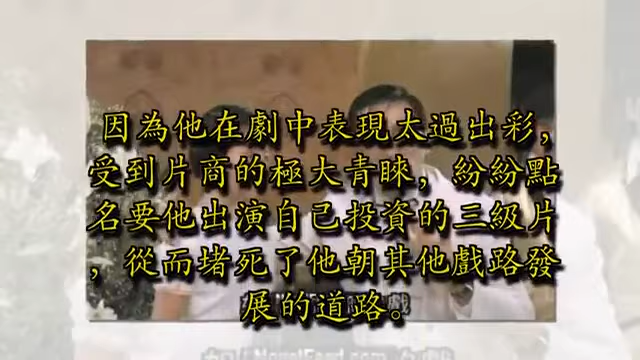 因為他在劇中表現太過出彩，
受到片商的極大青睞，紛紛點
名要他出演自己投資的三級片
，從而堵死了他朝其他戲路發
展的道路。